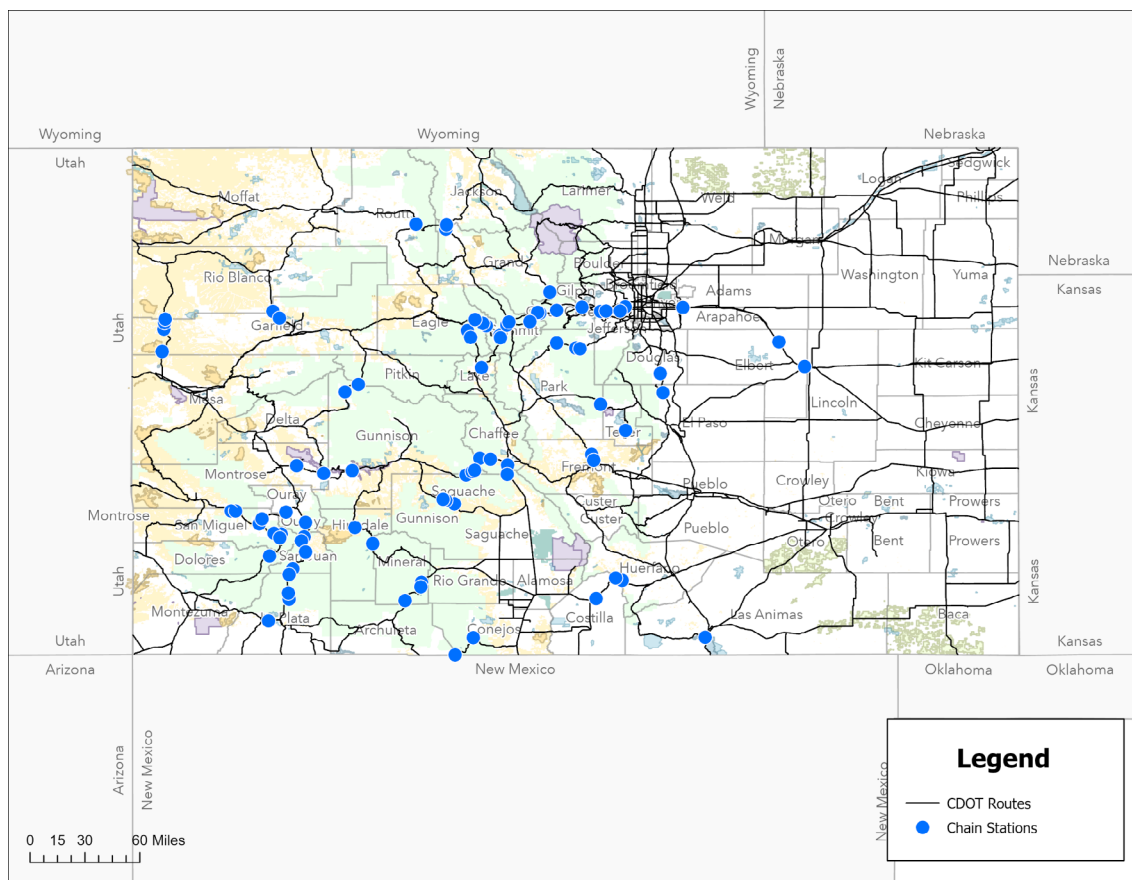 Wyoming
Nebraska
Wyoming
Wyoming
Nebraska
Utah
Sedgwick
Logan
Moffat
Jackson
Larimer
Weld
Phillips
Routt
Morgan
Grand
Boulder
Nebraska
Rio Blanco
Washington
Yuma
Gilpin
Broomfield
Kansas
Adams
Utah
Garfield
Eagle
Summit
Jefferson
Arapahoe
Douglas
Elbert
Kit Carson
Pitkin
Lake
Park
Kansas
Mesa
Lincoln
Delta
Gunnison
Chaffee
Teller
El Paso
Cheyenne
Montrose
Fremont
Kiowa
Saguache
Pueblo
Crowley
Ouray
Custer
Otero
Bent
Prowers
Montrose
San Miguel
Ouray
Hinsdale
Gunnison
Custer
Crowley
Saguache
Pueblo
Otero
Bent
Prowers
Dolores
San Juan
Mineral
Huerfano
Utah
Rio Grande
Alamosa
Kansas
Montezuma
La Plata
Costilla
Las Animas
Baca
Archuleta
Conejos
Utah
Kansas
Arizona
New Mexico
Oklahoma
Oklahoma
Arizona
New Mexico
New Mexico
Legend
CDOT Routes
Chain Stations
0 15 30 60 Miles